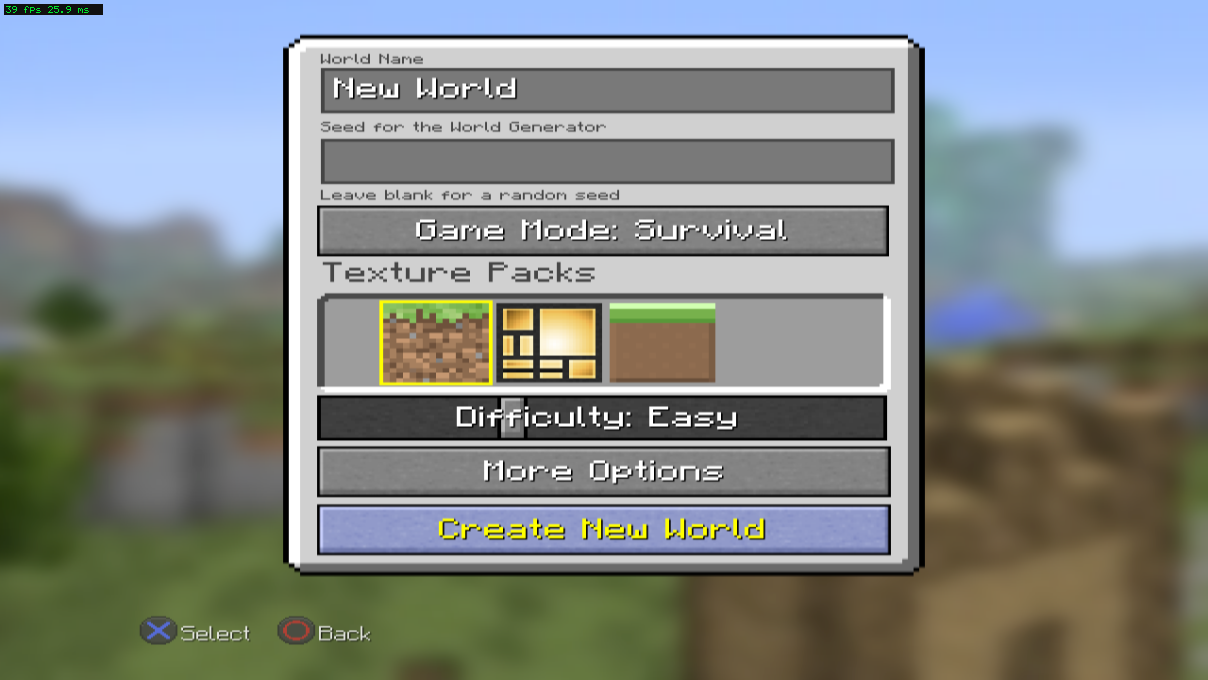 39 fps 25.9 ms
World Name
New World
Seed for the World Generator
Leave blank for a random seed
Game Mode: Survival
Texture Packs
Difficulty: Easy
More Options
Create New World
Select Back